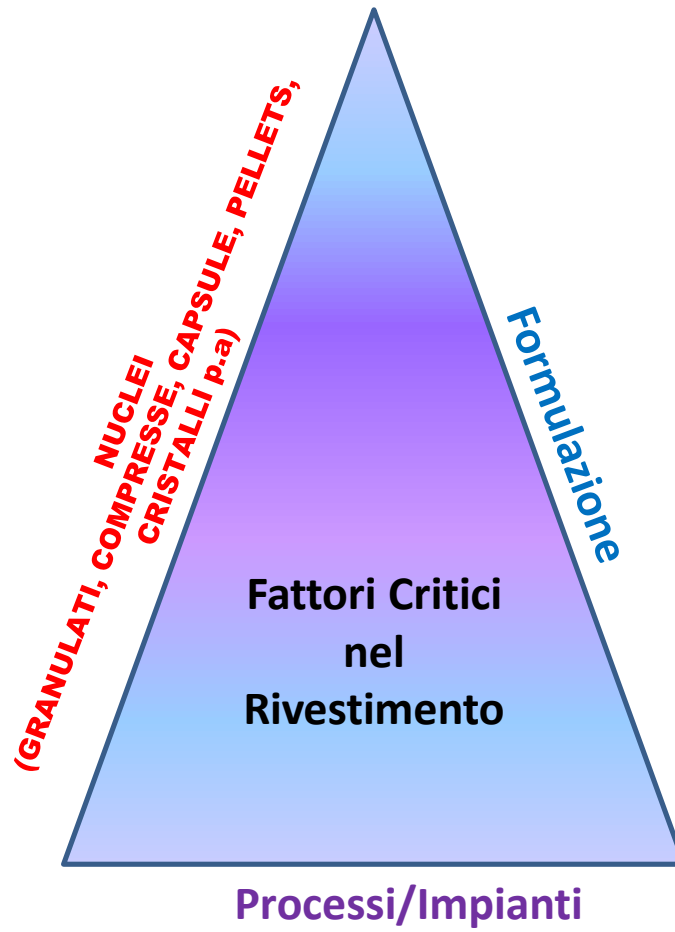 NUCLEI
(GRANULATI, COMPRESSE, CAPSULE, PELLETS,
CRISTALLI p.a)
Formulazione
Fattori Critici
nel
Rivestimento
Processi/Impianti